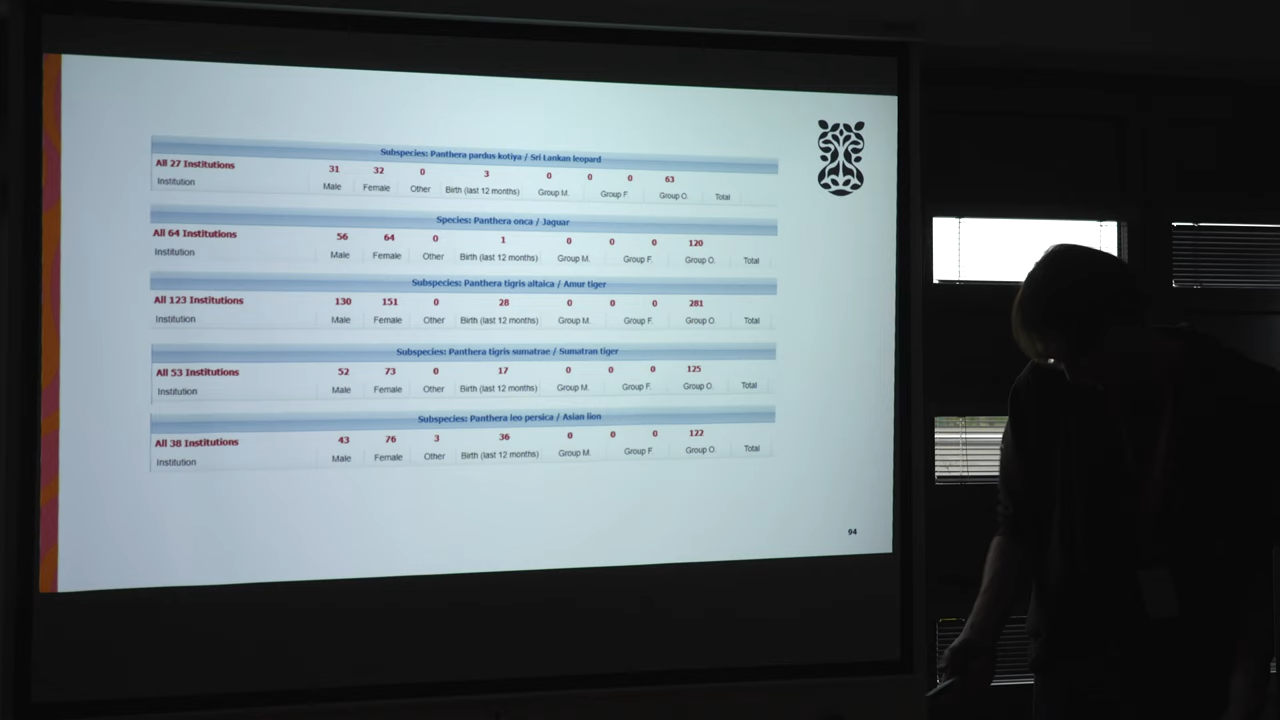 Subspecies: Panthera pardus kotiya / Sri Lankan leopard
All 27 Institutions 31 32 0 3 0 0 0 63
Institution Male Female Other Birth (last 12 months) Group M. Group F. Group O. Total
Species: Panthera onca / Jaguar
All 64 Institutions 56 64 0 1 0 0 0 120
Institution Male Female Other Birth (last 12 months) Group M. Group F. Group O. Total
Subspecies: Panthera tigris altaica / Amur tiger
All 123 Institutions 130 151 0 28 0 0 0 281
Institution Male Female Other Birth (last 12 months) Group M. Group F. Group O. Total
Subspecies: Panthera tigris sumatrae / Sumatran tiger
All 53 Institutions 52 73 0 17 0 0 0 125
Institution Male Female Other Birth (last 12 months) Group M. Group F. Group O. Total
Subspecies: Panthera leo persica / Asian lion
All 38 Institutions 43 76 3 36 0 0 0 122
Institution Male Female Other Birth (last 12 months) Group M. Group F. Group O. Total
94